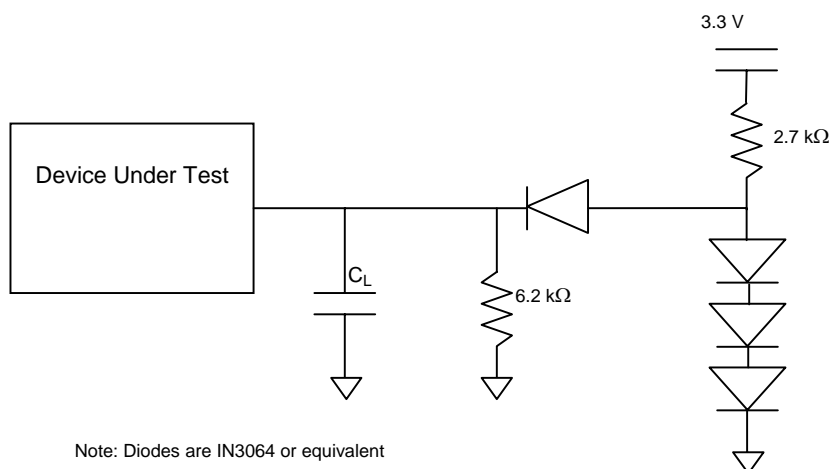 3.3 V
2.7 kΩ
Device Under Test
CL
6.2 kΩ
Note: Diodes are IN3064 or equivalent